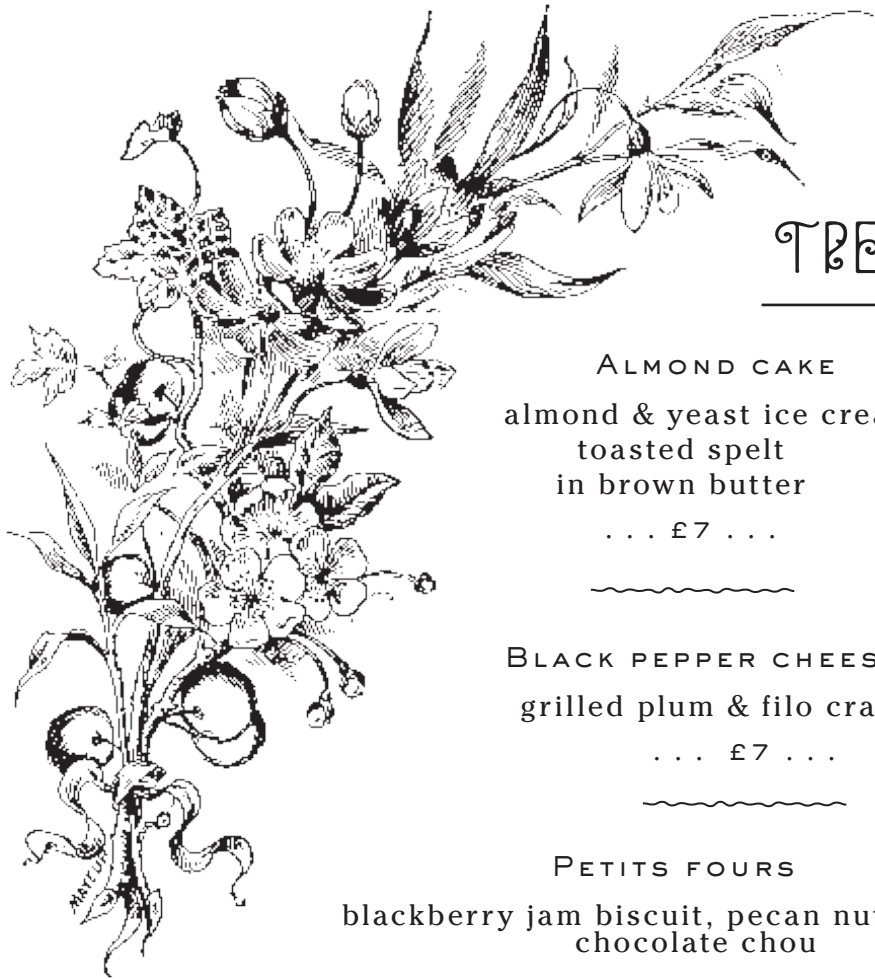 TRE
ALMOND CAKE
almond & yeast ice crea
toasted spelt
in brown butter
. . . £7 . . .
BLACK PEPPER CHEES
grilled plum & filo cra
. . . £7 . . .
PETITS FOURS
blackberry jam biscuit, pecan nu
chocolate chou